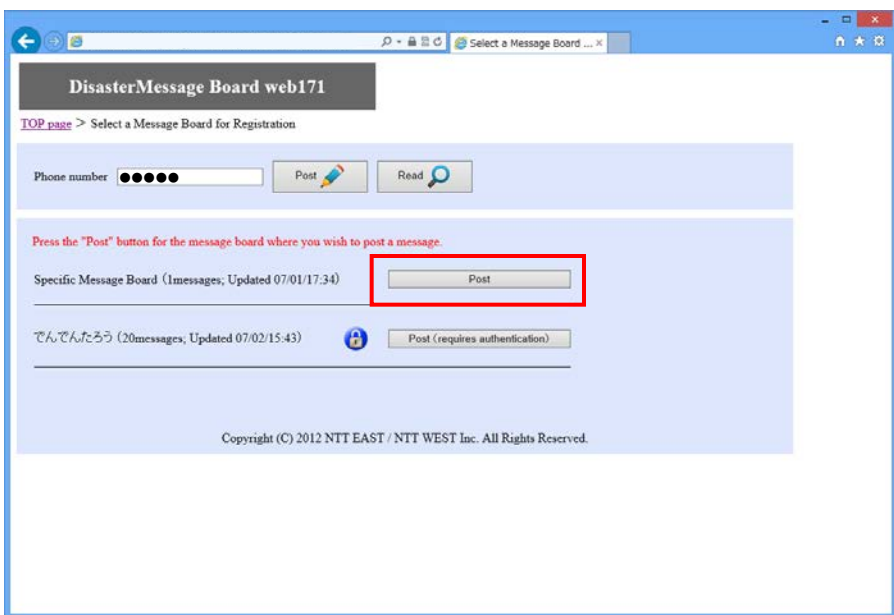 Select a Message Board ...
DisasterMessage Board web171
TOP page > Select a Message Board for Registration
Phone number ●●●●● Post Read
Press the "Post" button for the message board where you wish to post a message.
Specific Message Board (1messages; Updated 07/01/17:34) Post
でんでんたろう (20messages; Updated 07/02/15:43) Post (requires authentication)
Copyright (C) 2012 NTT EAST / NTT WEST Inc. All Rights Reserved.